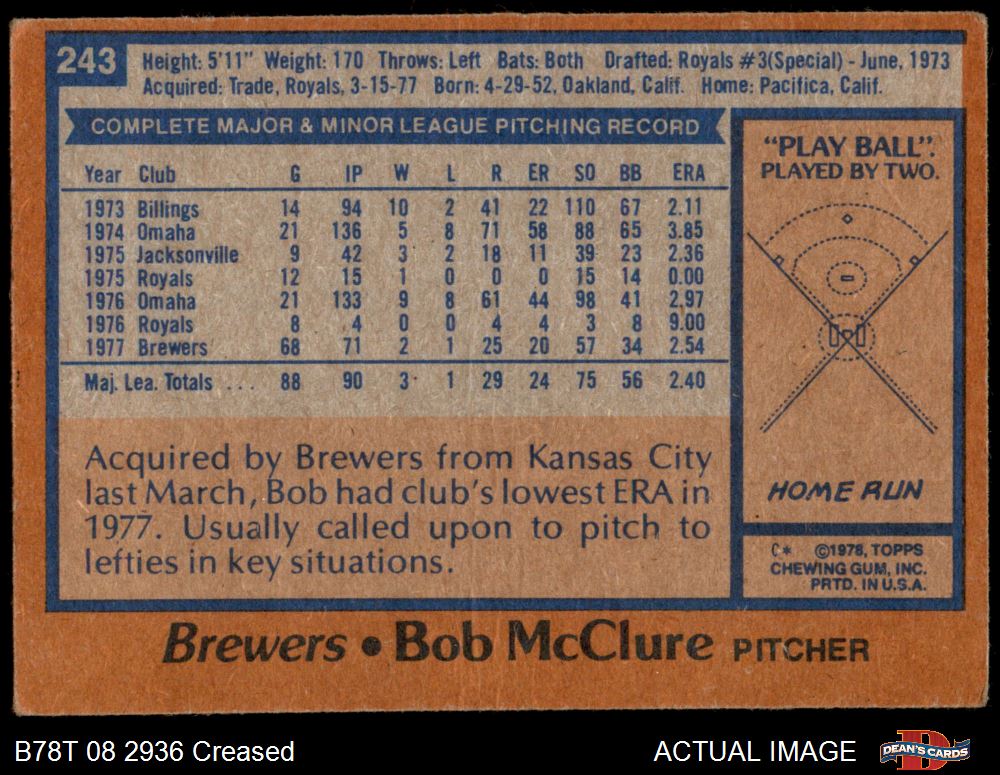 243
Height: 5'11" Weight: 170 Throws: Left Bats: Both Drafted: Royals #3(Special) - June, 1973
Acquired: Trade, Royals, 3-15-77 Born: 4-29-52, Oakland, Calif. Home: Pacifica, Calif.
COMPLETE MAJOR & MINOR LEAGUE PITCHING RECORD
Year Club G IP W L R ER SO BB ERA
1973 Billings 14 94 10 2 41 22 110 67 2.11
1974 Omaha 21 136 5 8 71 58 88 65 3.85
1975 Jacksonville 9 42 3 2 18 11 39 23 2.36
1975 Royals 12 15 1 0 0 0 15 14 0.00
1976 Omaha 21 133 9 8 61 44 98 41 2.97
1976 Royals 8 4 0 0 4 4 3 8 9.00
1977 Brewers 68 71 2 1 25 20 57 34 2.54
Maj. Lea. Totals ... 88 90 3 1 29 24 75 56 2.40
Acquired by Brewers from Kansas City
last March, Bob had club's lowest ERA in
1977. Usually called upon to pitch to
lefties in key situations.
"PLAY BALL".
PLAYED BY TWO.
HOME RUN
C* ©1978, TOPPS
CHEWING GUM, INC.
PRTD. IN U.S.A.
Brewers • Bob McClure PITCHER
B78T 08 2936 Creased
ACTUAL IMAGE
D
DEAN'S CARDS